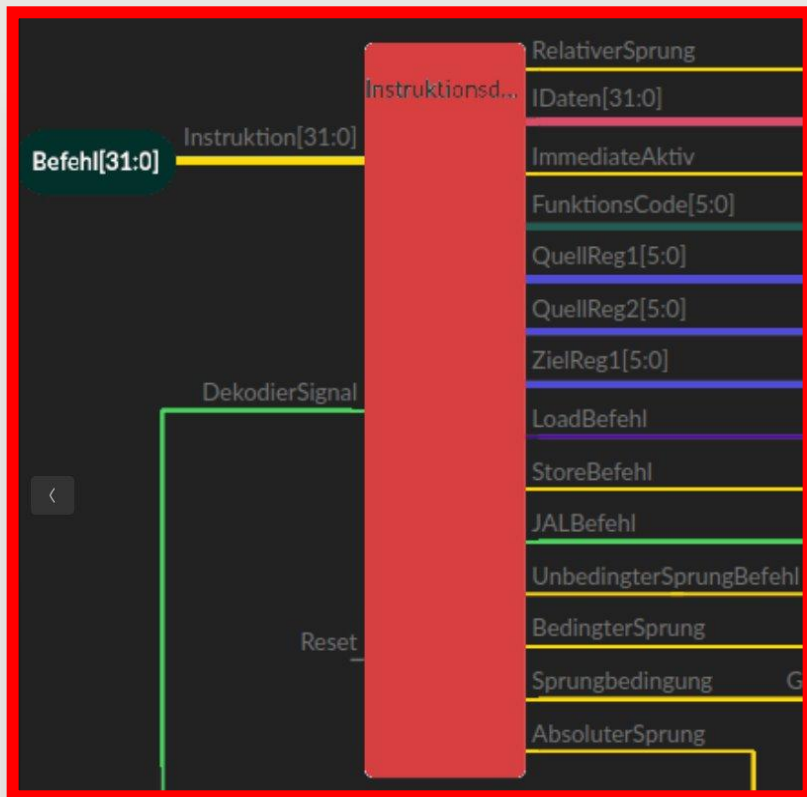 RelativerSprung
Instruktionsd...
IDaten[31:0]
Instruktion[31:0]
Befehl[31:0]
ImmediateAktiv
FunktionsCode[5:0]
QuellReg1[5:0]
QuellReg2[5:0]
ZielReg1[5:0]
DekodierSignal
LoadBefehl
StoreBefehl
JALBefehl
UnbedingterSprungBefehl
BedingterSprung
Reset
Sprungbedingung G
AbsoluterSprung